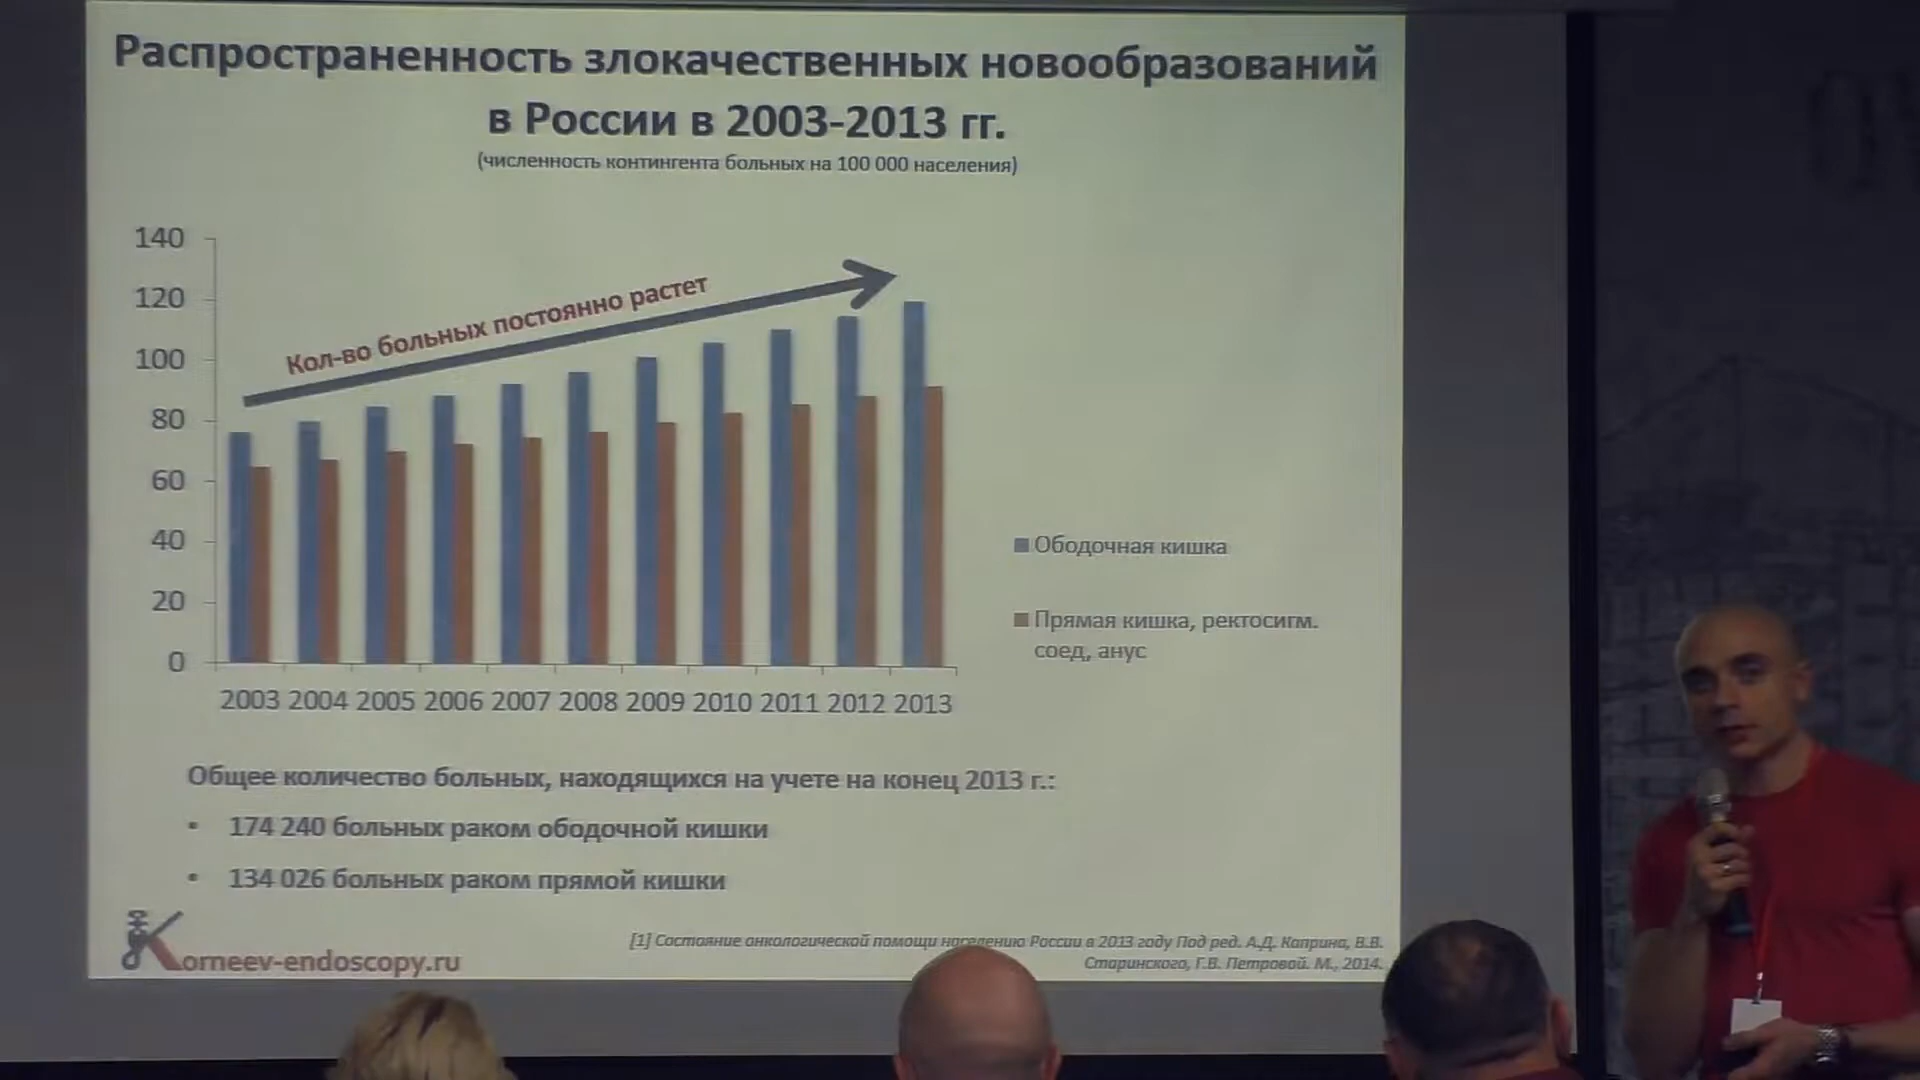 Распространенность злокачественных новообразований
в России в 2003-2013 гг.
(численность контингента больных на 100 000 населения)
140
120
100
80
60
40
20
0
Кол-во больных постоянно растет
2003 2004 2005 2006 2007 2008 2009 2010 2011 2012 2013
Ободочная кишка
Прямая кишка, ректосигм.
соед, анус
Общее количество больных, находящихся на учете на конец 2013 г.:
• 174 240 больных раком ободочной кишки
• 134 026 больных раком прямой кишки
Korneev-endoscopy.ru
[1] Состояние онкологической помощи населению России в 2013 году Под ред. А.Д. Каприна, В.В.
Старинского, Г.В. Петровой. М., 2014.